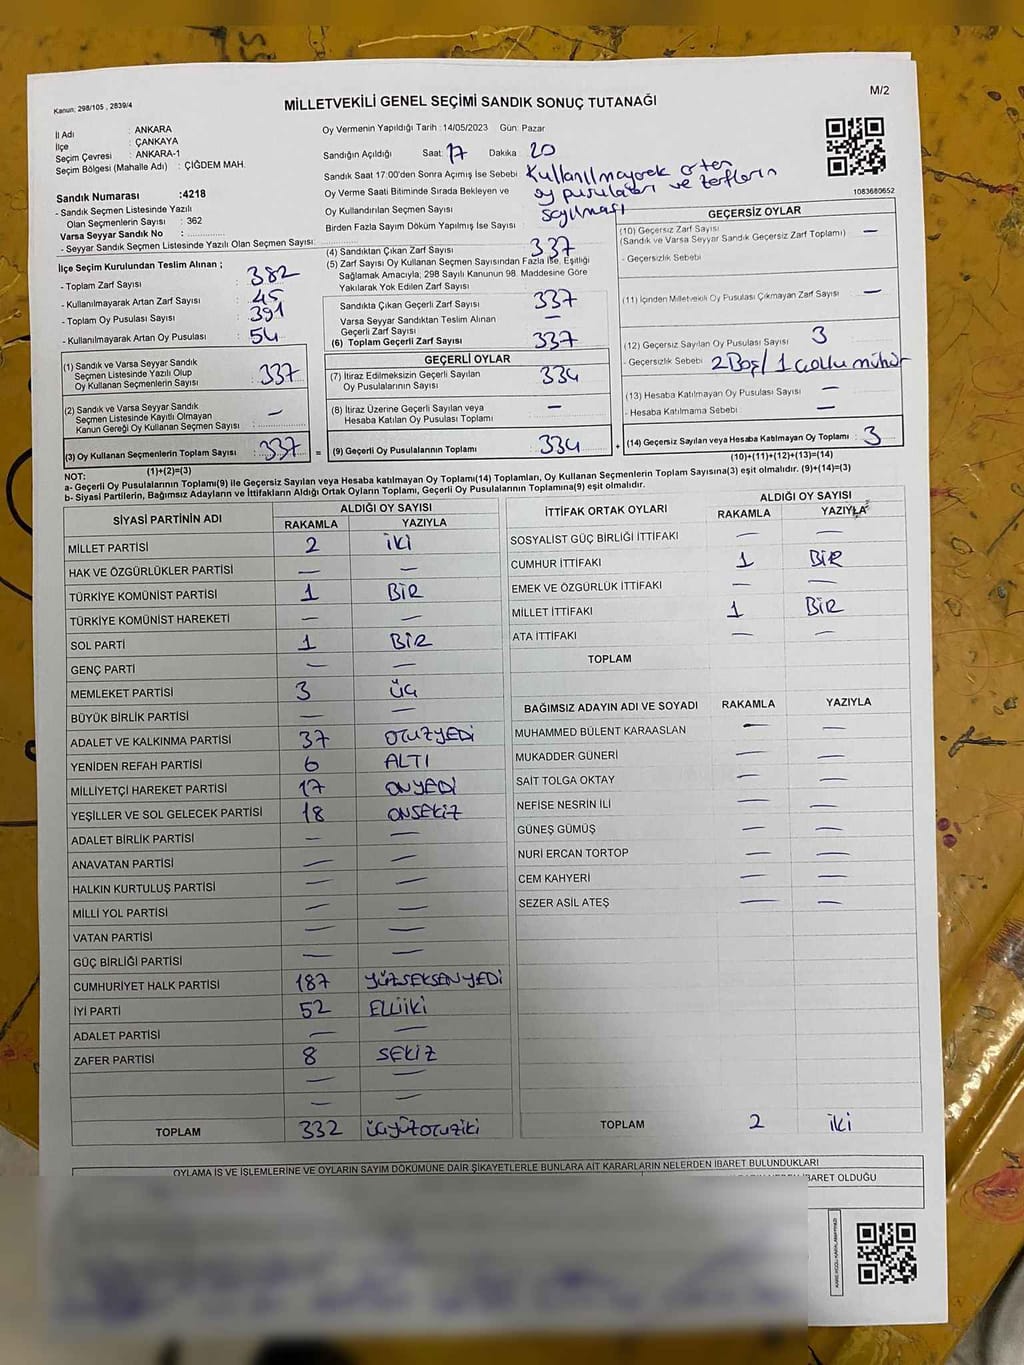 Kanun: 298/105 , 2839/4
M/2
MİLLETVEKİLİ GENEL SEÇİMİ SANDIK SONUÇ TUTANAĞI
İl Adı : ANKARA
İlçe : ÇANKAYA
Seçim Çevresi : ANKARA-1
Seçim Bölgesi (Mahalle Adı) : ÇİĞDEM MAH.
Oy Vermenin Yapıldığı Tarih : 14/05/2023 Gün: Pazar
Sandığın Açıldığı Saat: 17 Dakika : 20
Sandık Saat 17:00'den Sonra Açımış İse Sebebi : Kullanılmayarak artan
Oy Verme Saati Bitiminde Sırada Bekleyen ve oy pusulaları ve zarfların
Oy Kullandırılan Seçmen Sayısı sayılması
Birden Fazla Sayım Döküm Yapılmış İse Sayısı
1083680652
Sandık Numarası :4218
- Sandık Seçmen Listesinde Yazılı
Olan Seçmenlerin Sayısı : 362
Varsa Seyyar Sandık No :
- Seyyar Sandık Seçmen Listesinde Yazılı Olan Seçmen Sayısı:
İlçe Seçim Kurulundan Teslim Alınan ;
- Toplam Zarf Sayısı : 382
- Kullanılmayarak Artan Zarf Sayısı : 45
- Toplam Oy Pusulası Sayısı : 391
- Kullanılmayarak Artan Oy Pusulası : 54
(1) Sandık ve Varsa Seyyar Sandık
Seçmen Listesinde Yazılı Olup
Oy Kullanan Seçmenlerin Sayısı : 337
(2) Sandık ve Varsa Seyyar Sandık
Seçmen Listesinde Kayıtlı Olmayan
Kanun Gereği Oy Kullanan Seçmen Sayısı : —
(3) Oy Kullanan Seçmenlerin Toplam Sayısı : 337
(1)+(2)=(3)
(4) Sandıktan Çıkan Zarf Sayısı 337
(5) Zarf Sayısı Oy Kullanan Seçmen Sayısından Fazla İse, Eşitliği
Sağlamak Amacıyla; 298 Sayılı Kanunun 98. Maddesine Göre
Yakılarak Yok Edilen Zarf Sayısı :
Sandıkta Çıkan Geçerli Zarf Sayısı : 337
Varsa Seyyar Sandıktan Teslim Alınan
Geçerli Zarf Sayısı : —
(6) Toplam Geçerli Zarf Sayısı : 337
GEÇERLİ OYLAR
(7) İtiraz Edilmeksizin Geçerli Sayılan
Oy Pusulalarının Sayısı : 334
(8) İtiraz Üzerine Geçerli Sayılan veya
Hesaba Katılan Oy Pusulası Toplamı : —
= (9) Geçerli Oy Pusulalarının Toplamı : 334
GEÇERSİZ OYLAR
(10) Geçersiz Zarf Sayısı
(Sandık ve Varsa Seyyar Sandık Geçersiz Zarf Toplamı) : —
- Geçersizlik Sebebi :
(11) İçinden Milletvekili Oy Pusulası Çıkmayan Zarf Sayısı : —
(12) Geçersiz Sayılan Oy Pusulası Sayısı : 3
- Geçersizlik Sebebi : 2 Boş / 1 çollu mühür
(13) Hesaba Katılmayan Oy Pusulası Sayısı : —
- Hesaba Katılmama Sebebi : —
+ (14) Geçersiz Sayılan veya Hesaba Katılmayan Oy Toplamı : 3
(10)+(11)+(12)+(13)=(14)
NOT:
a- Geçerli Oy Pusulalarının Toplamı(9) ile Geçersiz Sayılan veya Hesaba katılmayan Oy Toplamı(14) Toplamları, Oy Kullanan Seçmenlerin Toplam Sayısına(3) eşit olmalıdır. (9)+(14)=(3)
b- Siyasi Partilerin, Bağımsız Adayların ve İttifakların Aldığı Ortak Oyların Toplamı, Geçerli Oy Pusulalarının Toplamına(9) eşit olmalıdır.
SİYASİ PARTİNİN ADI ALDIĞI OY SAYISI
RAKAMLA YAZIYLA
MİLLET PARTİSİ 2 İKİ
HAK VE ÖZGÜRLÜKLER PARTİSİ — —
TÜRKİYE KOMÜNİST PARTİSİ 1 BİR
TÜRKİYE KOMÜNİST HAREKETİ — —
SOL PARTİ 1 BİR
GENÇ PARTİ — —
MEMLEKET PARTİSİ 3 ÜÇ
BÜYÜK BİRLİK PARTİSİ — —
ADALET VE KALKINMA PARTİSİ 37 OTUZYEDİ
YENİDEN REFAH PARTİSİ 6 ALTI
MİLLİYETÇİ HAREKET PARTİSİ 17 ONYEDİ
YEŞİLLER VE SOL GELECEK PARTİSİ 18 ONSEKİZ
ADALET BİRLİK PARTİSİ — —
ANAVATAN PARTİSİ — —
HALKIN KURTULUŞ PARTİSİ — —
MİLLİ YOL PARTİSİ — —
VATAN PARTİSİ — —
GÜÇ BİRLİĞİ PARTİSİ — —
CUMHURİYET HALK PARTİSİ 187 YÜZSEKSENYEDİ
İYİ PARTİ 52 ELLİİKİ
ADALET PARTİSİ — —
ZAFER PARTİSİ 8 SEKİZ
— —
— —
TOPLAM 332 üçyüzotuziki
İTTİFAK ORTAK OYLARI ALDIĞI OY SAYISI
RAKAMLA YAZIYLA
SOSYALİST GÜÇ BİRLİĞİ İTTİFAKI — —
CUMHUR İTTİFAKI 1 BİR
EMEK VE ÖZGÜRLÜK İTTİFAKI — —
MİLLET İTTİFAKI 1 BİR
ATA İTTİFAKI — —
TOPLAM
BAĞIMSIZ ADAYIN ADI VE SOYADI RAKAMLA YAZIYLA
MUHAMMED BÜLENT KARAASLAN — —
MUKADDER GÜNERİ — —
SAİT TOLGA OKTAY — —
NEFİSE NESRİN İLİ — —
GÜNEŞ GÜMÜŞ — —
NURİ ERCAN TORTOP — —
CEM KAHYERİ — —
SEZER ASİL ATEŞ — —
TOPLAM 2 iki
OYLAMA İŞ VE İŞLEMLERİNE VE OYLARIN SAYIM DÖKÜMÜNE DAİR ŞİKAYETLERLE BUNLARA AİT KARARLARIN NELERDEN İBARET BULUNDUKLARI
İBARET OLDUĞU